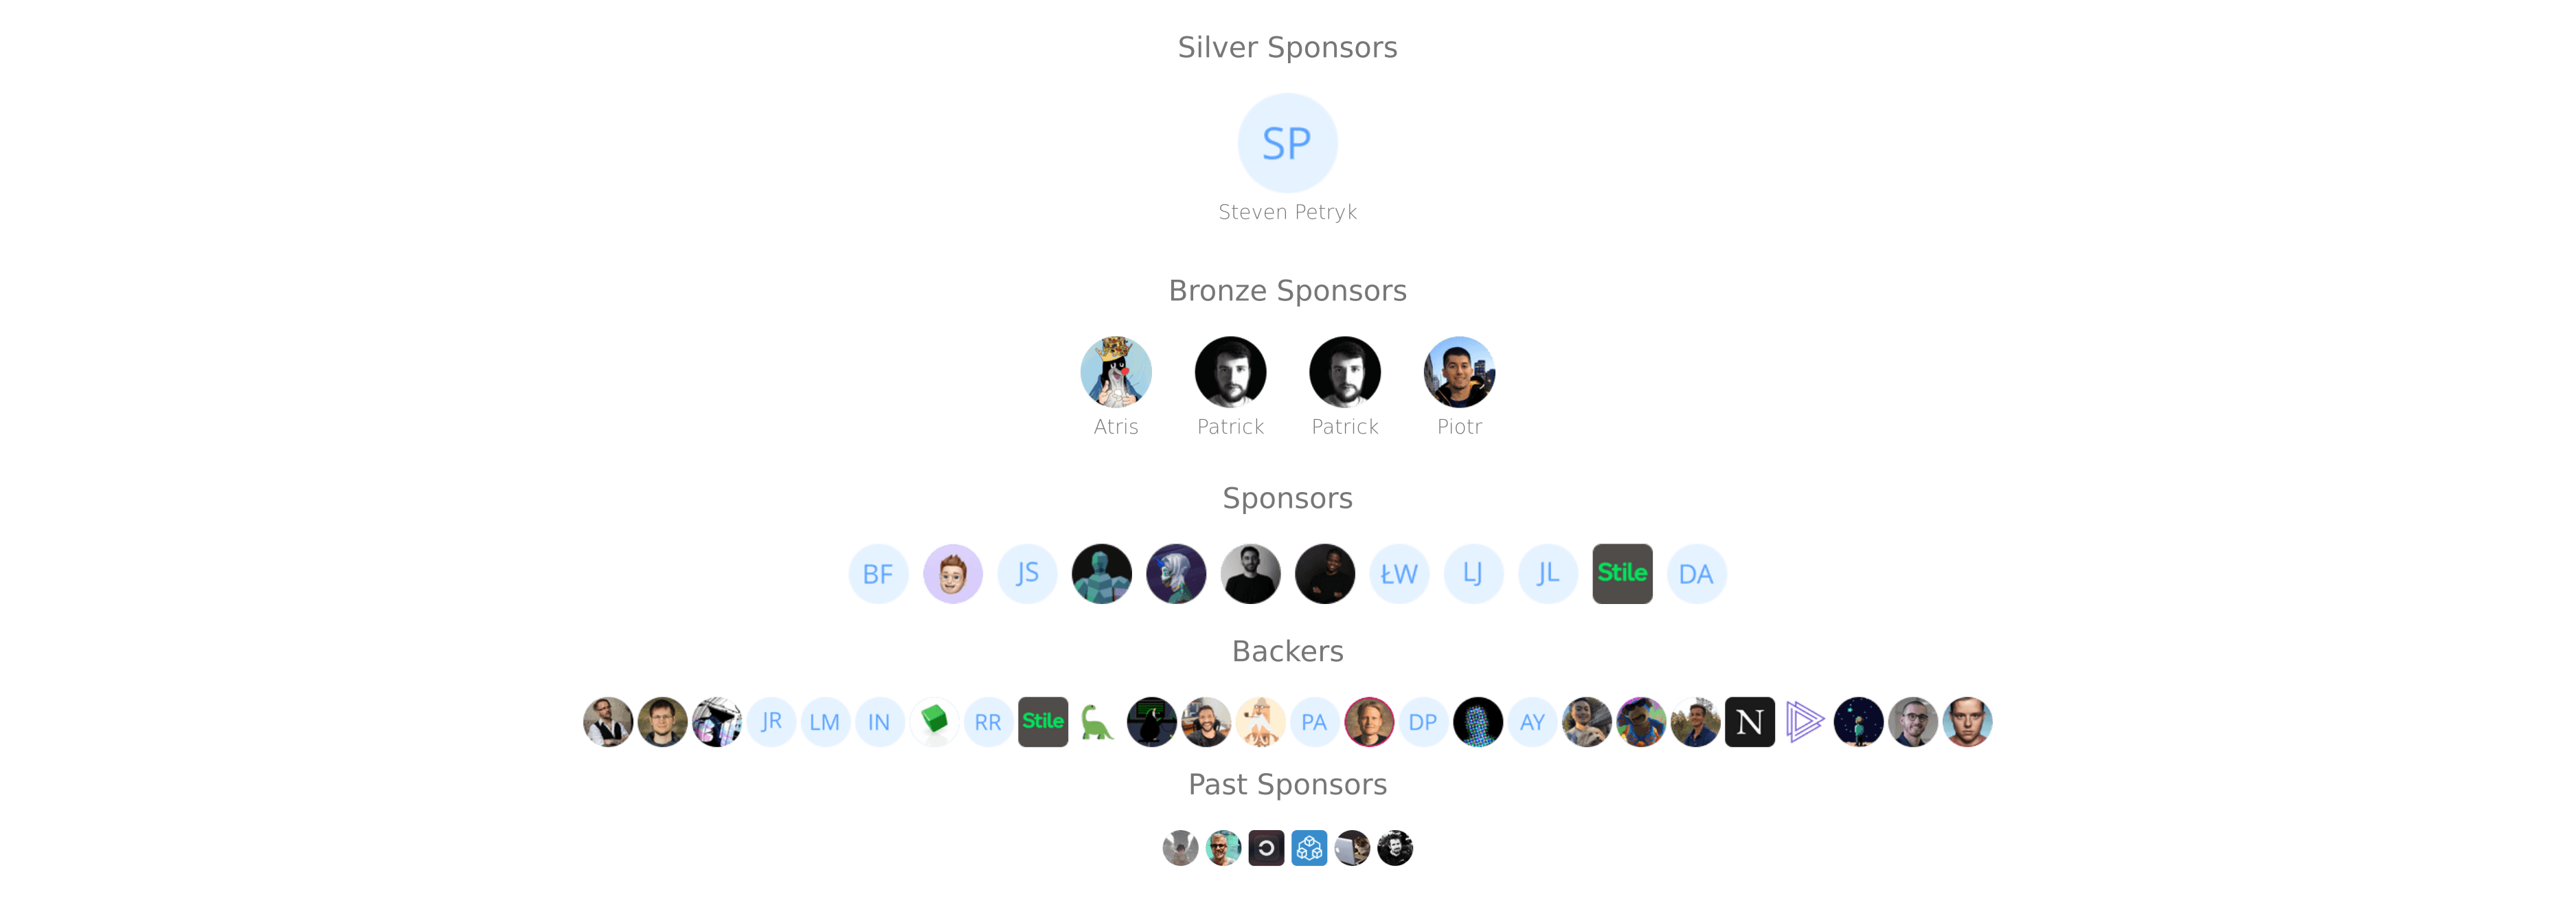 Silver Sponsors
SP
Steven Petryk
Bronze Sponsors
Atris Patrick Patrick Piotr
Sponsors
BF JS ŁW LJ JL Stile DA
Backers
JR LM IN RR Stile PA DP AY N
Past Sponsors